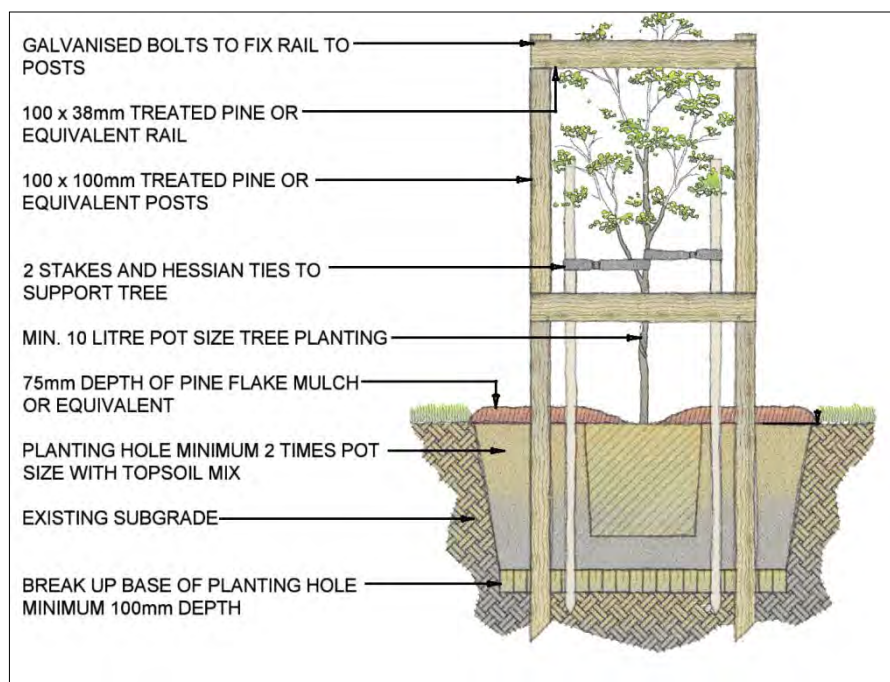 GALVANISED BOLTS TO FIX RAIL TO
POSTS
100 x 38mm TREATED PINE OR
EQUIVALENT RAIL
100 x 100mm TREATED PINE OR
EQUIVALENT POSTS
2 STAKES AND HESSIAN TIES TO
SUPPORT TREE
MIN. 10 LITRE POT SIZE TREE PLANTING
75mm DEPTH OF PINE FLAKE MULCH
OR EQUIVALENT
PLANTING HOLE MINIMUM 2 TIMES POT
SIZE WITH TOPSOIL MIX
EXISTING SUBGRADE
BREAK UP BASE OF PLANTING HOLE
MINIMUM 100mm DEPTH